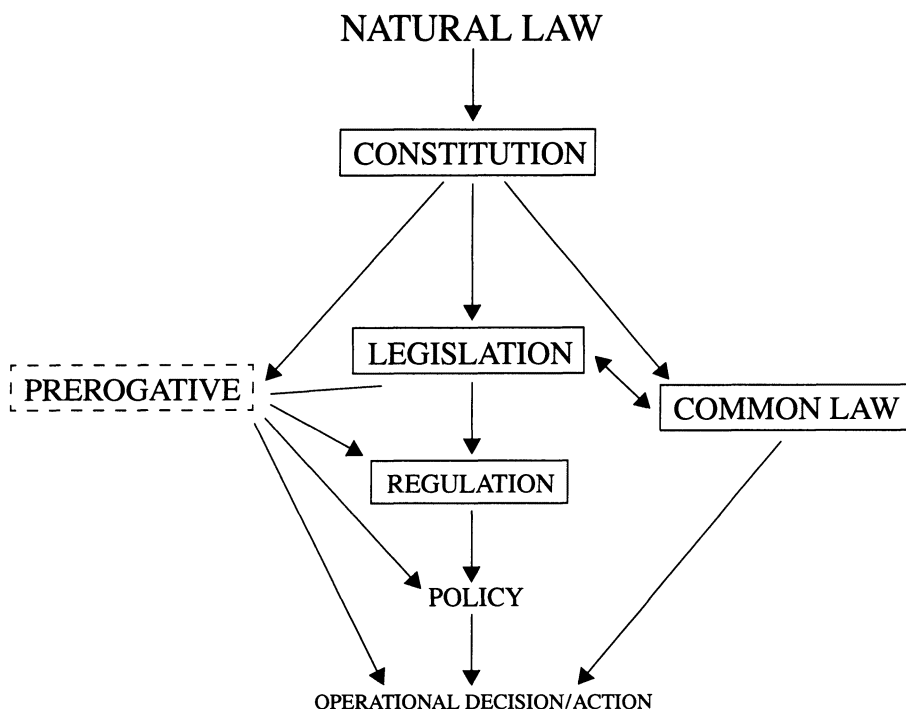 NATURAL LAW
CONSTITUTION
LEGISLATION
PREROGATIVE
COMMON LAW
REGULATION
POLICY
OPERATIONAL DECISION/ACTION